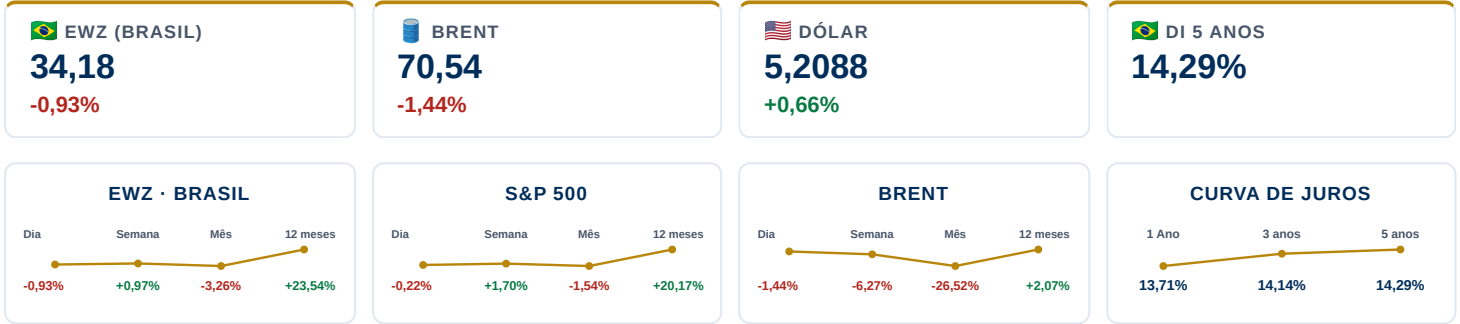 EWZ (BRASIL)
34,18
-0,93%
BRENT
70,54
-1,44%
DÓLAR
5,2088
+0,66%
DI 5 ANOS
14,29%
EWZ · BRASIL
Dia Semana Mês 12 meses
-0,93% +0,97% -3,26% +23,54%
S&P 500
Dia Semana Mês 12 meses
-0,22% +1,70% -1,54% +20,17%
BRENT
Dia Semana Mês 12 meses
-1,44% -6,27% -26,52% +2,07%
CURVA DE JUROS
1 Ano 3 anos 5 anos
13,71% 14,14% 14,29%